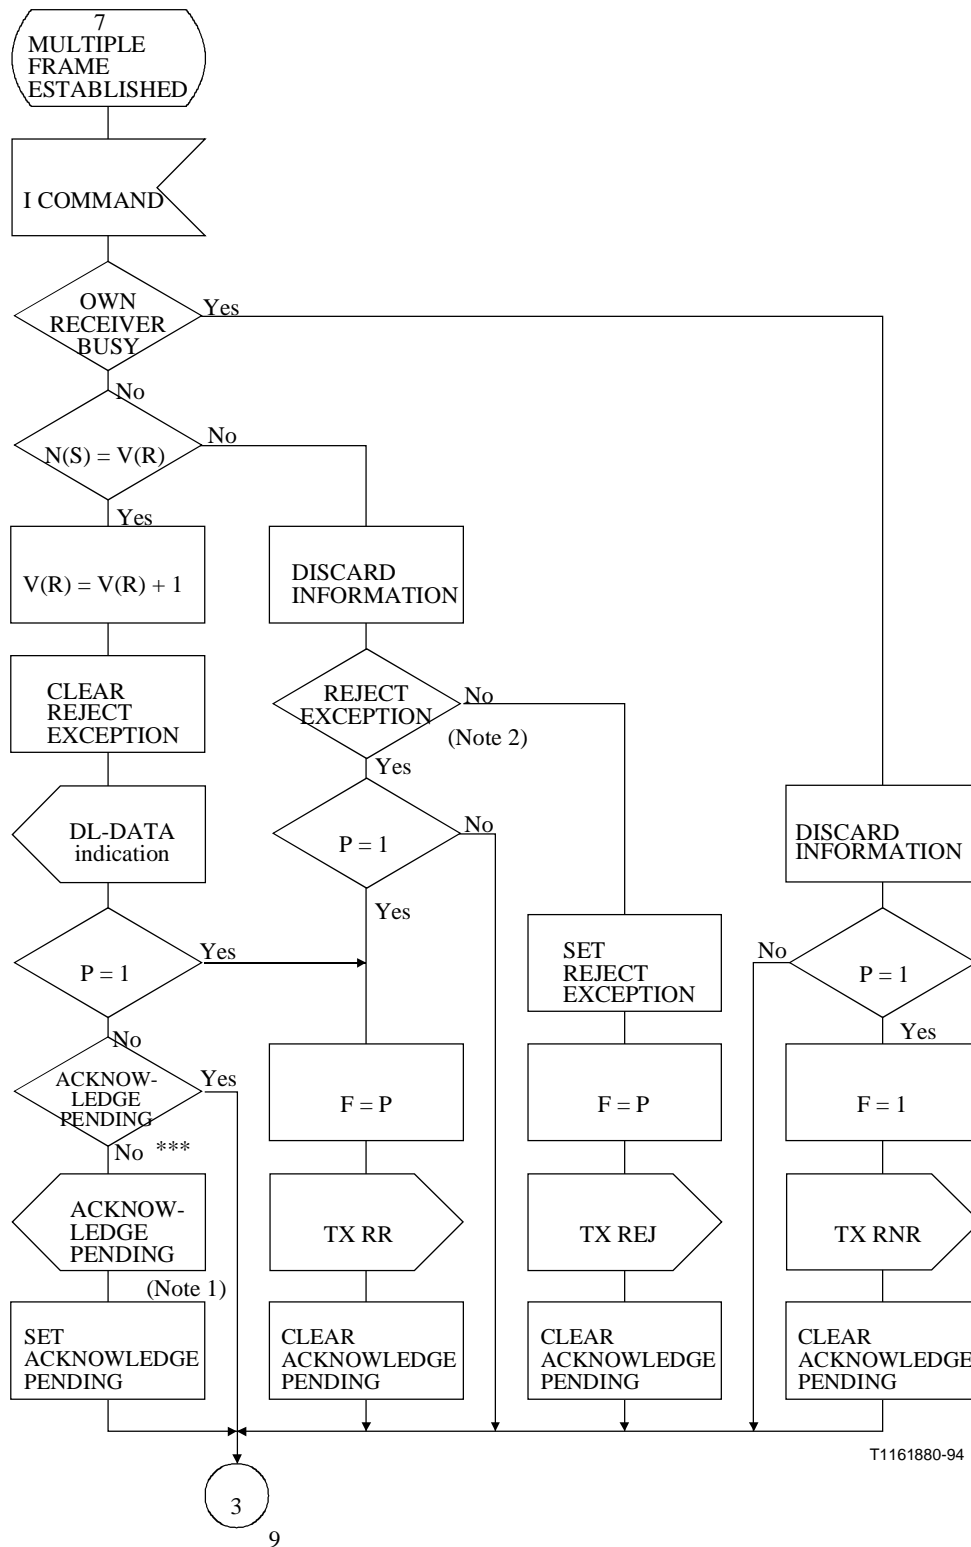 7
MULTIPLE
FRAME
ESTABLISHED
I COMMAND
OWN
RECEIVER
BUSY
Yes
No
N(S) = V(R)
No
Yes
V(R) = V(R) + 1
DISCARD
INFORMATION
CLEAR
REJECT
EXCEPTION
REJECT
EXCEPTION
No
(Note 2)
Yes
DL-DATA
indication
P = 1
No
Yes
DISCARD
INFORMATION
P = 1
Yes
No
SET
REJECT
EXCEPTION
No
P = 1
Yes
ACKNOW-
LEDGE
PENDING
Yes
No ***
F = P
F = P
F = 1
ACKNOW-
LEDGE
PENDING
(Note 1)
TX RR
TX REJ
TX RNR
SET
ACKNOWLEDGE
PENDING
CLEAR
ACKNOWLEDGE
PENDING
CLEAR
ACKNOWLEDGE
PENDING
CLEAR
ACKNOWLEDGE
PENDING
T1161880-94
3
9